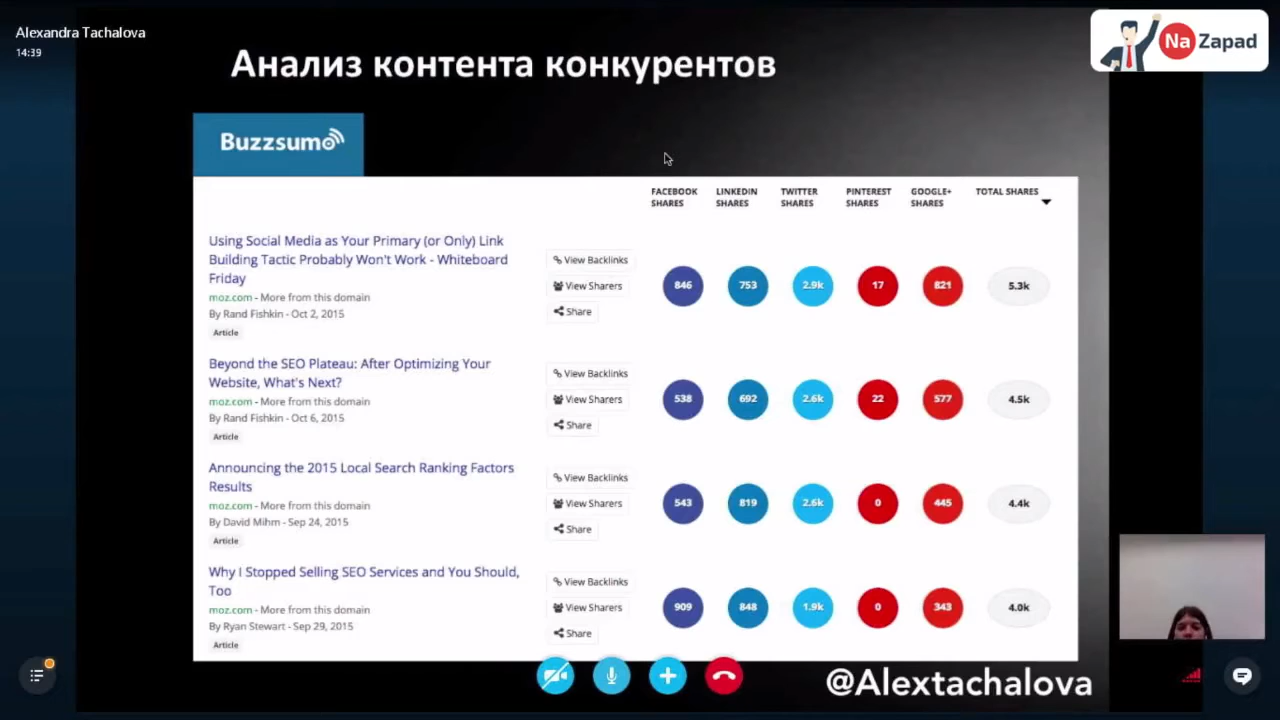 Alexandra Tachalova
14:39
Na Zapad
Анализ контента конкурентов
Buzzsumo
FACEBOOK SHARES
LINKEDIN SHARES
TWITTER SHARES
PINTEREST SHARES
GOOGLE+ SHARES
TOTAL SHARES
Using Social Media as Your Primary (or Only) Link
Building Tactic Probably Won't Work - Whiteboard
Friday
moz.com - More from this domain
By Rand Fishkin - Oct 2, 2015
Article
View Backlinks
View Sharers
Share
846
753
2.9k
17
821
5.3k
Beyond the SEO Plateau: After Optimizing Your
Website, What's Next?
moz.com - More from this domain
By Rand Fishkin - Oct 6, 2015
Article
View Backlinks
View Sharers
Share
538
692
2.6k
22
577
4.5k
Announcing the 2015 Local Search Ranking Factors
Results
moz.com - More from this domain
By David Mihm - Sep 24, 2015
Article
View Backlinks
View Sharers
Share
543
819
2.6k
0
445
4.4k
Why I Stopped Selling SEO Services and You Should,
Too
moz.com - More from this domain
By Ryan Stewart - Sep 29, 2015
Article
View Backlinks
View Sharers
Share
909
848
1.9k
0
343
4.0k
@Alextachalova